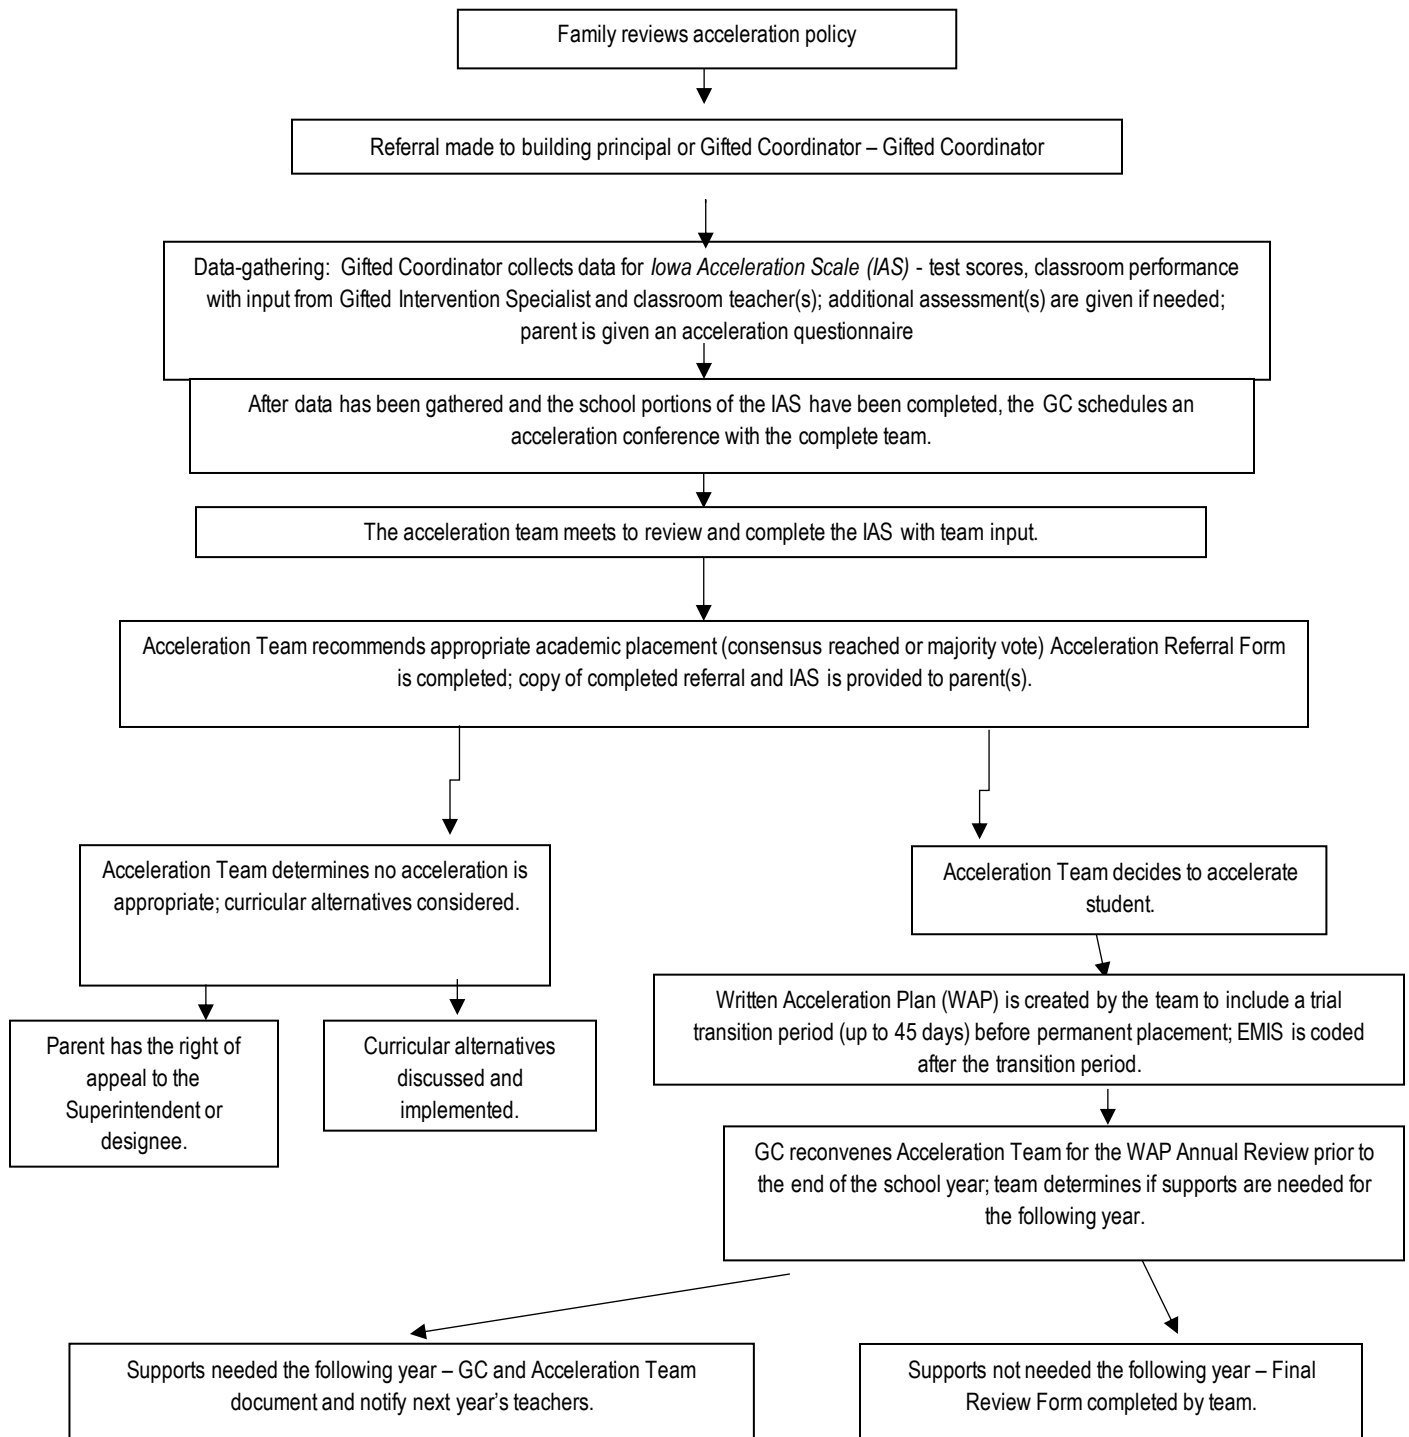 Family reviews acceleration policy
Referral made to building principal or Gifted Coordinator – Gifted Coordinator
Data-gathering: Gifted Coordinator collects data for Iowa Acceleration Scale (IAS) - test scores, classroom performance
with input from Gifted Intervention Specialist and classroom teacher(s); additional assessment(s) are given if needed;
parent is given an acceleration questionnaire
After data has been gathered and the school portions of the IAS have been completed, the GC schedules an
acceleration conference with the complete team.
The acceleration team meets to review and complete the IAS with team input.
Acceleration Team recommends appropriate academic placement (consensus reached or majority vote) Acceleration Referral Form
is completed; copy of completed referral and IAS is provided to parent(s).
Acceleration Team determines no acceleration is
appropriate; curricular alternatives considered.
Parent has the right of
appeal to the
Superintendent or
designee.
Curricular alternatives
discussed and
implemented.
Acceleration Team decides to accelerate
student.
Written Acceleration Plan (WAP) is created by the team to include a trial
transition period (up to 45 days) before permanent placement; EMIS is coded
after the transition period.
GC reconvenes Acceleration Team for the WAP Annual Review prior to
the end of the school year; team determines if supports are needed for
the following year.
Supports needed the following year – GC and Acceleration Team
document and notify next year’s teachers.
Supports not needed the following year – Final
Review Form completed by team.